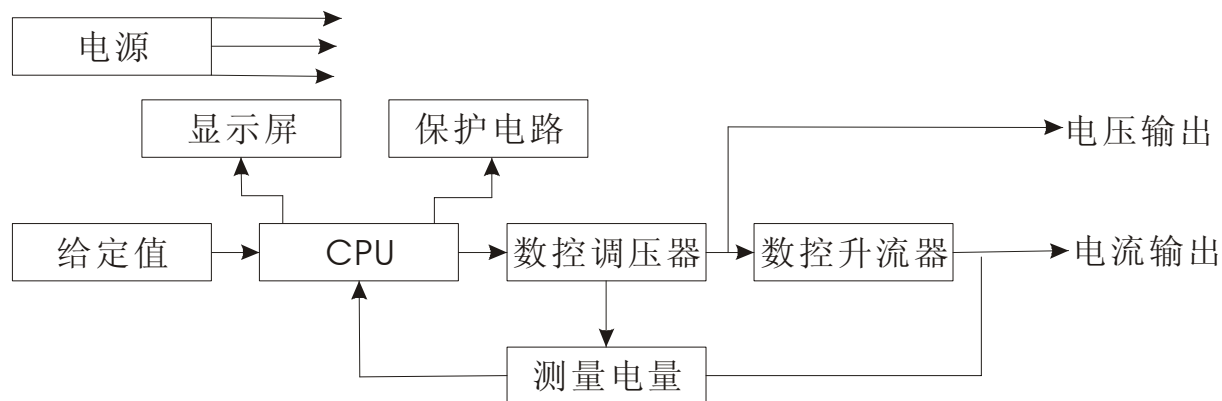 电源
显示屏
保护电路
电压输出
给定值
CPU
数控调压器
数控升流器
电流输出
测量电量